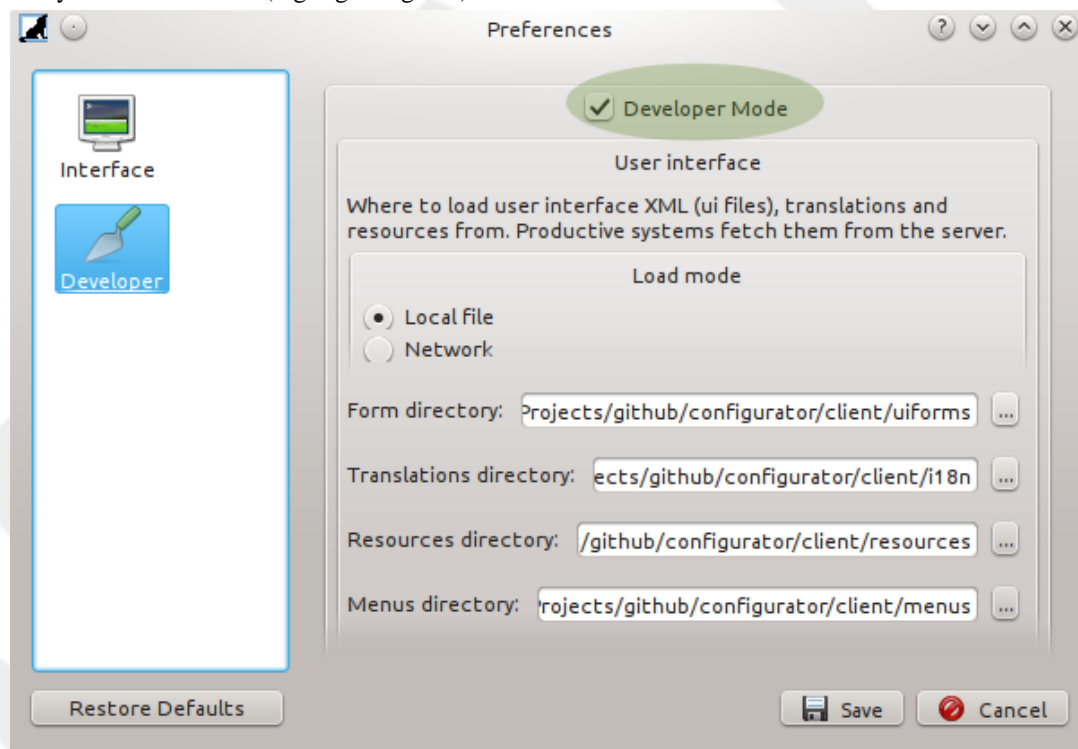 Preferences
Interface
Developer
Developer Mode
User interface
Where to load user interface XML (ui files), translations and
resources from. Productive systems fetch them from the server.
Load mode
Local file
Network
Form directory: Projects/github/configurator/client/uiforms ...
Translations directory: ects/github/configurator/client/i18n ...
Resources directory: /github/configurator/client/resources ...
Menus directory: rojects/github/configurator/client/menus ...
Restore Defaults
Save
Cancel